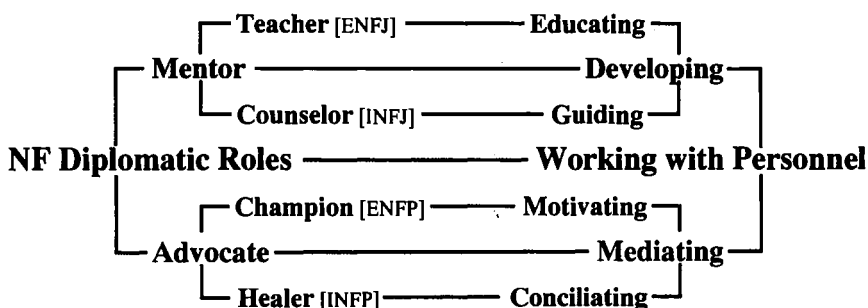 Teacher [ENFJ] Educating
Mentor Developing
Counselor [INFJ] Guiding
NF Diplomatic Roles Working with Personnel
Champion [ENFP] Motivating
Advocate Mediating
Healer [INFP] Conciliating